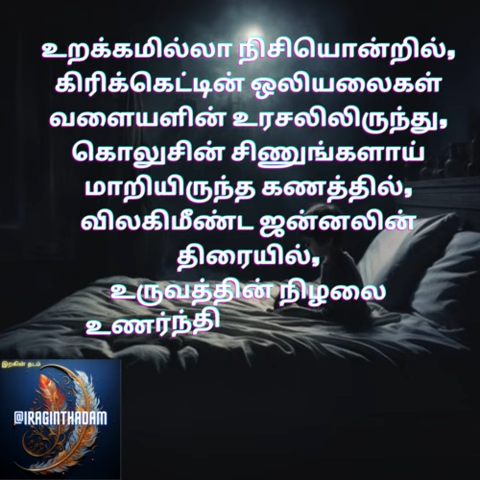 உறக்கமில்லா நிசியொன்றில்,
கிரிக்கெட்டின் ஒலியலைகள்
வளையளின் உரசலிலிருந்து,
கொலுசின் சிணுங்களாய்
மாறியிருந்த கணத்தில்,
விலகிமீண்ட ஜன்னலின்
திரையில்,
உருவத்தின் நிழலை
உணர்ந்தி
இறகின் தடம்
@IRAGINTHADAM